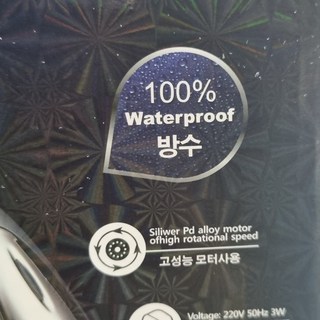 100%
Waterproof
방수
Siliwer Pd alloy motor
ofhigh rotational speed
고성능 모터사용
Voltage: 220V 50Hz 3W